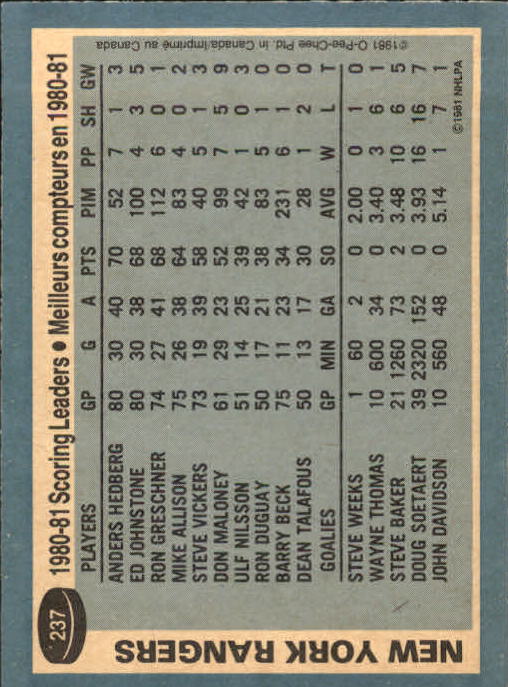 237
1980-81 Scoring Leaders • Meilleurs compteurs en 1980-81
PLAYERS GP G A PTS PIM PP SH GW
ANDERS HEDBERG 80 30 40 70 52 7 1 3
ED JOHNSTONE 80 30 38 68 100 4 3 5
RON GRESCHNER 74 27 41 68 112 6 0 1
MIKE ALLISON 75 26 38 64 83 4 0 2
STEVE VICKERS 73 19 39 58 40 5 1 3
DON MALONEY 61 29 23 52 99 7 5 9
ULF NILSSON 51 14 25 39 42 1 0 3
RON DUGUAY 50 17 21 38 83 5 1 0
BARRY BECK 75 11 23 34 231 6 1 0
DEAN TALAFOUS 50 13 17 30 28 1 2 0
GOALIES GP MIN GA SO AVG W L T
STEVE WEEKS 1 60 2 0 2.00 0 1 0
WAYNE THOMAS 10 600 34 0 3.40 3 6 1
STEVE BAKER 21 1260 73 2 3.48 10 6 5
DOUG SOETAERT 39 2320 152 0 3.93 16 16 7
JOHN DAVIDSON 10 560 48 0 5.14 1 7 1
©1981 NHLPA
©1981 O-Pee-Chee Ptd. in Canada/Imprimé au Canada
NEW YORK RANGERS